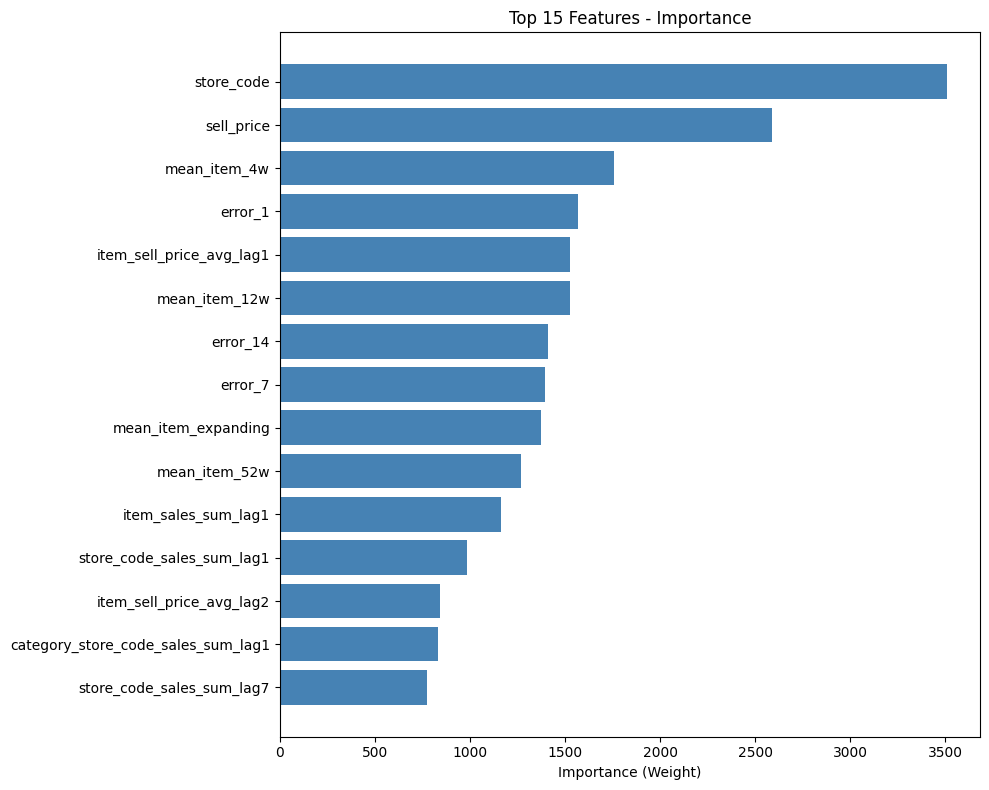 Top 15 Features - Importance
store_code
sell_price
mean_item_4w
error_1
item_sell_price_avg_lag1
mean_item_12w
error_14
error_7
mean_item_expanding
mean_item_52w
item_sales_sum_lag1
store_code_sales_sum_lag1
item_sell_price_avg_lag2
category_store_code_sales_sum_lag1
store_code_sales_sum_lag7
0 500 1000 1500 2000 2500 3000 3500
Importance (Weight)